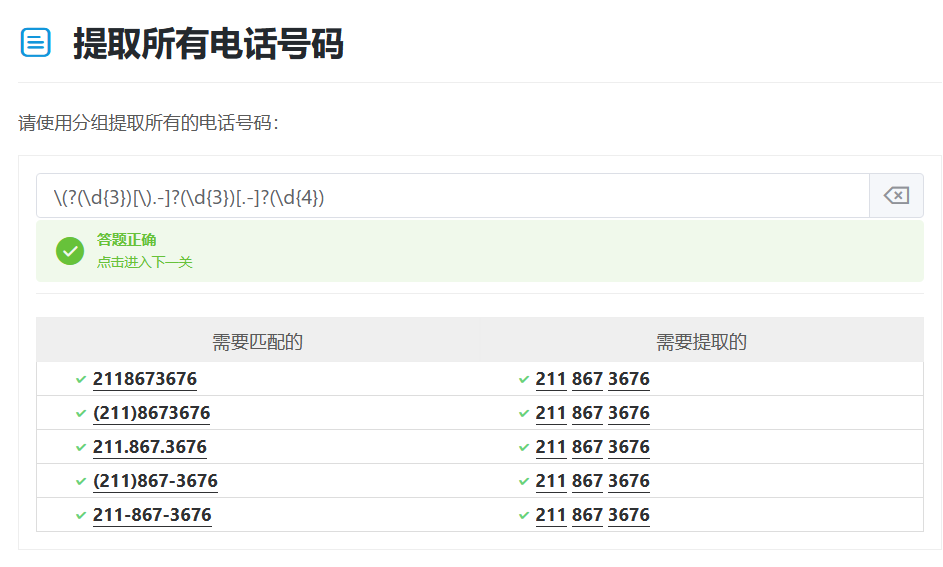 提取所有电话号码
请使用分组提取所有的电话号码：
\(?(\d{3})[\).-]?(\d{3})[.-]?(\d{4})
答题正确
点击进入下一关
需要匹配的 需要提取的
2118673676 211 867 3676
(211)8673676 211 867 3676
211.867.3676 211 867 3676
(211)867-3676 211 867 3676
211-867-3676 211 867 3676